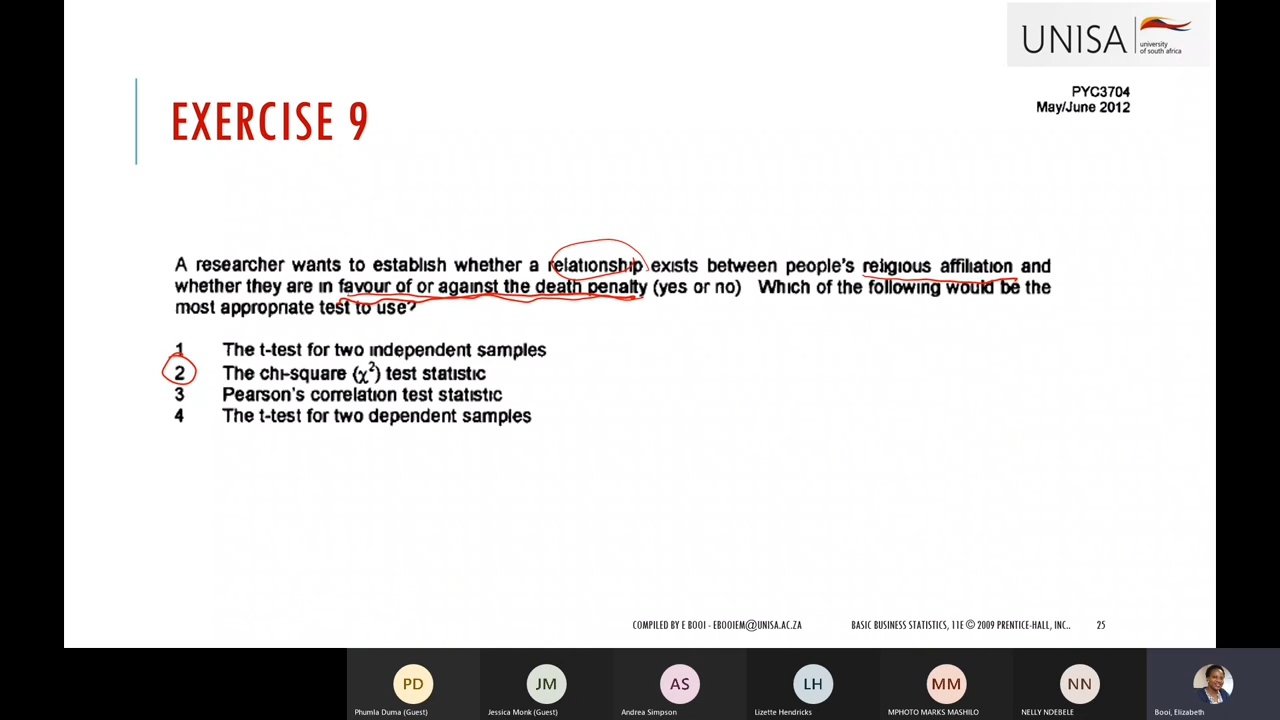 UNISA
university
of south africa
PYC3704
May/June 2012
EXERCISE 9
A researcher wants to establish whether a relationship exists between people's religious affiliation and
whether they are in favour of or against the death penalty (yes or no) Which of the following would be the
most appropriate test to use?
1 The t-test for two independent samples
2 The chi-square (χ²) test statistic
3 Pearson's correlation test statistic
4 The t-test for two dependent samples
COMPILED BY E BOOI - EBOOIEM@UNISA.AC.ZA
BASIC BUSINESS STATISTICS, 11E © 2009 PRENTICE-HALL, INC..
25
PD
JM
AS
LH
MM
NN
Phumla Duma (Guest)
Jessica Monk (Guest)
Andrea Simpson
Lizette Hendricks
MPHOTO MARKS MASHILO
NELLY NDEBELE
Booi, Elizabeth